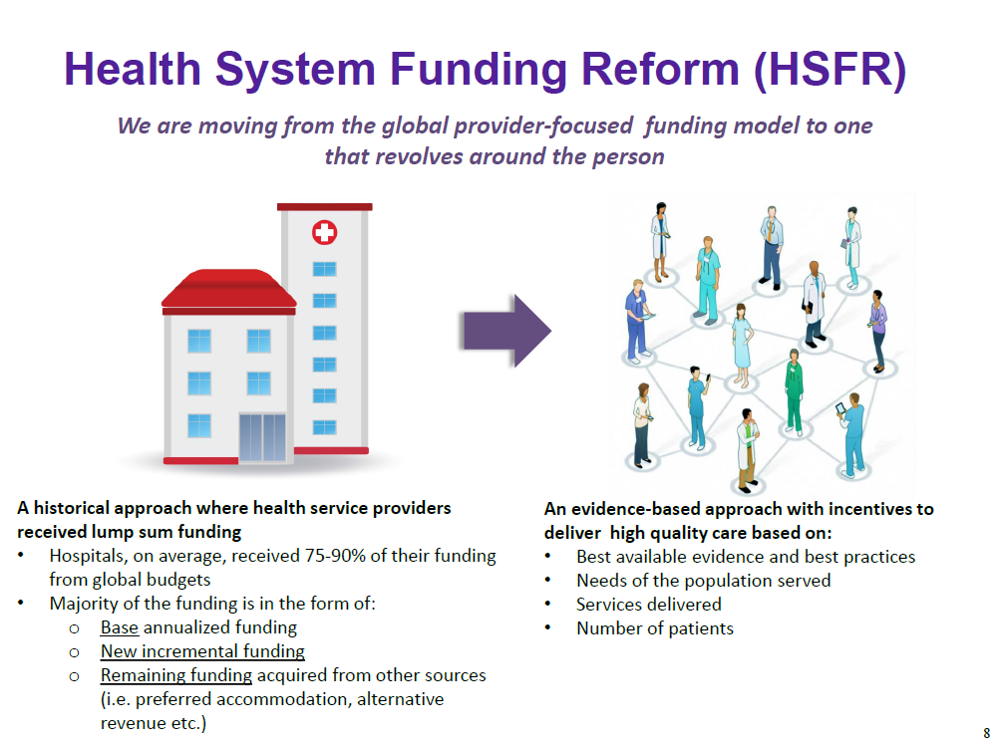 Health System Funding Reform (HSFR)
We are moving from the global provider-focused funding model to one
that revolves around the person
A historical approach where health service providers
received lump sum funding
• Hospitals, on average, received 75-90% of their funding
from global budgets
• Majority of the funding is in the form of:
o Base annualized funding
o New incremental funding
o Remaining funding acquired from other sources
(i.e. preferred accommodation, alternative
revenue etc.)
An evidence-based approach with incentives to
deliver high quality care based on:
• Best available evidence and best practices
• Needs of the population served
• Services delivered
• Number of patients
8